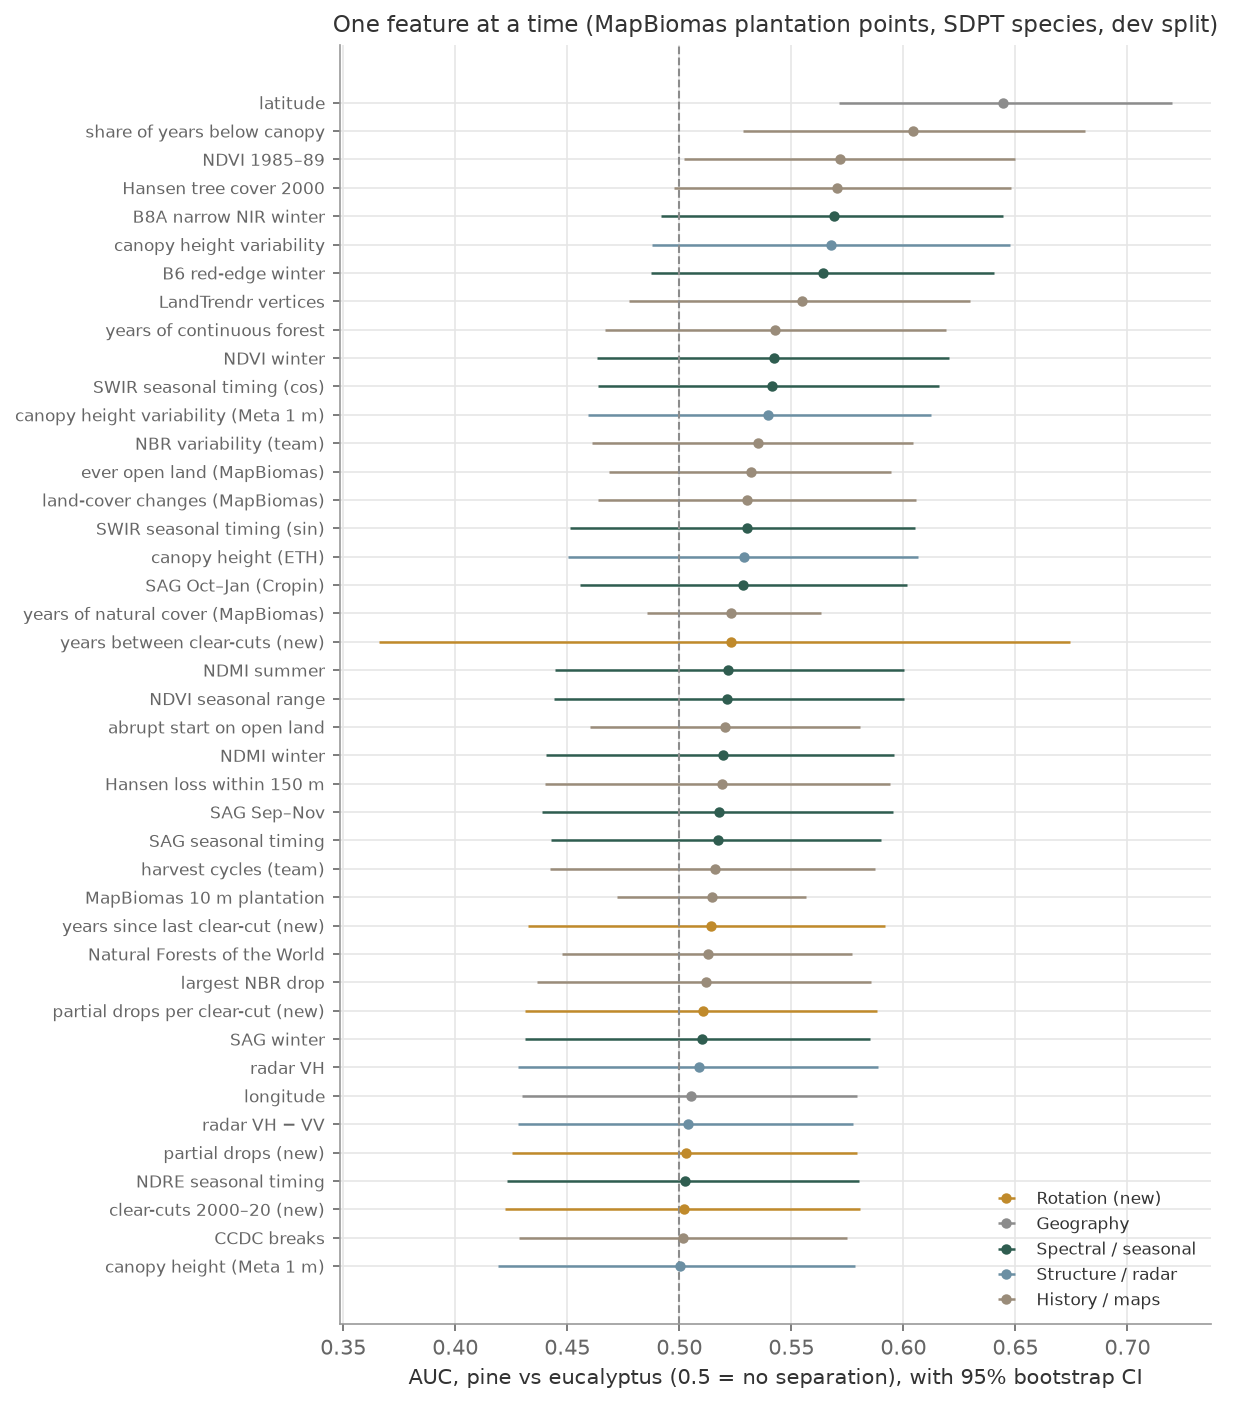 One feature at a time (MapBiomas plantation points, SDPT species, dev split)
latitude
share of years below canopy
NDVI 1985–89
Hansen tree cover 2000
B8A narrow NIR winter
canopy height variability
B6 red-edge winter
LandTrendr vertices
years of continuous forest
NDVI winter
SWIR seasonal timing (cos)
canopy height variability (Meta 1 m)
NBR variability (team)
ever open land (MapBiomas)
land-cover changes (MapBiomas)
SWIR seasonal timing (sin)
canopy height (ETH)
SAG Oct–Jan (Cropin)
years of natural cover (MapBiomas)
years between clear-cuts (new)
NDMI summer
NDVI seasonal range
abrupt start on open land
NDMI winter
Hansen loss within 150 m
SAG Sep–Nov
SAG seasonal timing
harvest cycles (team)
MapBiomas 10 m plantation
years since last clear-cut (new)
Natural Forests of the World
largest NBR drop
partial drops per clear-cut (new)
SAG winter
radar VH
longitude
radar VH − VV
partial drops (new)
NDRE seasonal timing
clear-cuts 2000–20 (new)
CCDC breaks
canopy height (Meta 1 m)
Rotation (new)
Geography
Spectral / seasonal
Structure / radar
History / maps
0.35 0.40 0.45 0.50 0.55 0.60 0.65 0.70
AUC, pine vs eucalyptus (0.5 = no separation), with 95% bootstrap CI